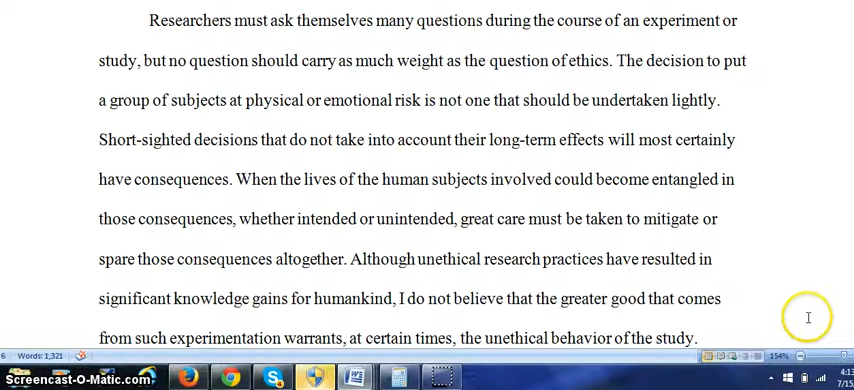 Researchers must ask themselves many questions during the course of an experiment or
study, but no question should carry as much weight as the question of ethics. The decision to put
a group of subjects at physical or emotional risk is not one that should be undertaken lightly.
Short-sighted decisions that do not take into account their long-term effects will most certainly
have consequences. When the lives of the human subjects involved could become entangled in
those consequences, whether intended or unintended, great care must be taken to mitigate or
spare those consequences altogether. Although unethical research practices have resulted in
significant knowledge gains for humankind, I do not believe that the greater good that comes
from such experimentation warrants, at certain times, the unethical behavior of the study.
6 Words: 1,321 154%
4:13
Screencast-O-Matic.com 7/15